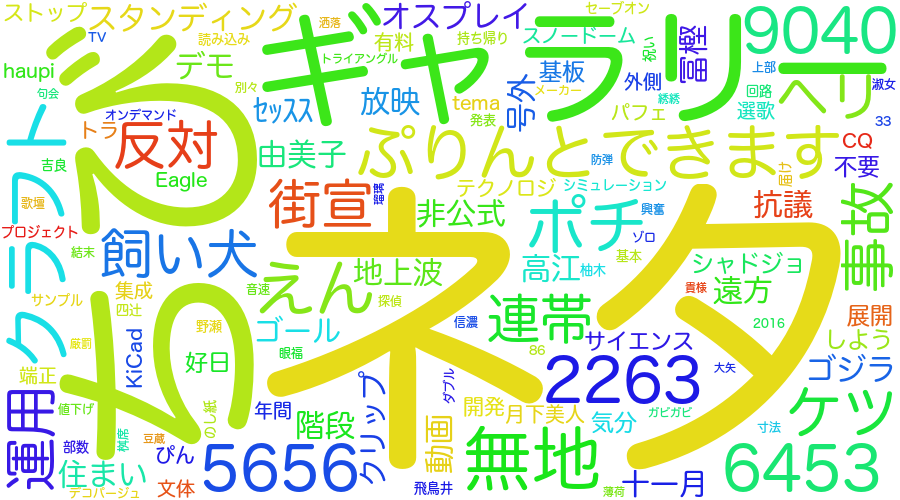 ストップ
スタンディング
TV
洒落
ギャラリ
オスプレイ
セーブオン
9040
読み込み
有料
持ち帰り
スノードーム
祝い
富樫
上部
ヘリ
淑女
haupi
句会
デモ
別々
トライアングル
基板
外側
メーカー
綉綉
回路
33
オンデマンド
セッスス
放映
tema
発表
号外
パフェ
選歌
クラフト
トラ
反対
ぷりんとできます
CQ
吉良
Eagle
由美子
防弾
届け
不要
歌壇
街宣
瑠璃
テクノロジ
シミュレーション
抗議
事故
プロジェクト
飼い犬
非公式
ポチ
興奮
ゾロ
貴様
結末
ネタ
地上波
高江
基本
シャドジョ
サンプル
集成
音速
えん
探偵
柚木
遠方
四辻
野瀬
ゴール
信濃
連帯
2016
展開
厳罰
KiCad
眼福
86
サイエンス
しよう
端正
好日
大矢
ゴジラ
るち
クリップ
ダブル
2263
運用
値下げ
のし紙
年間
開発
月下美人
ガビガビ
ケツ
棋席
階段
気分
寸法
部数
豆蔵
ぴん
動画
無地
住まい
5656
6453
デコパージュ
文体
飛鳥井
薄荷
十一月